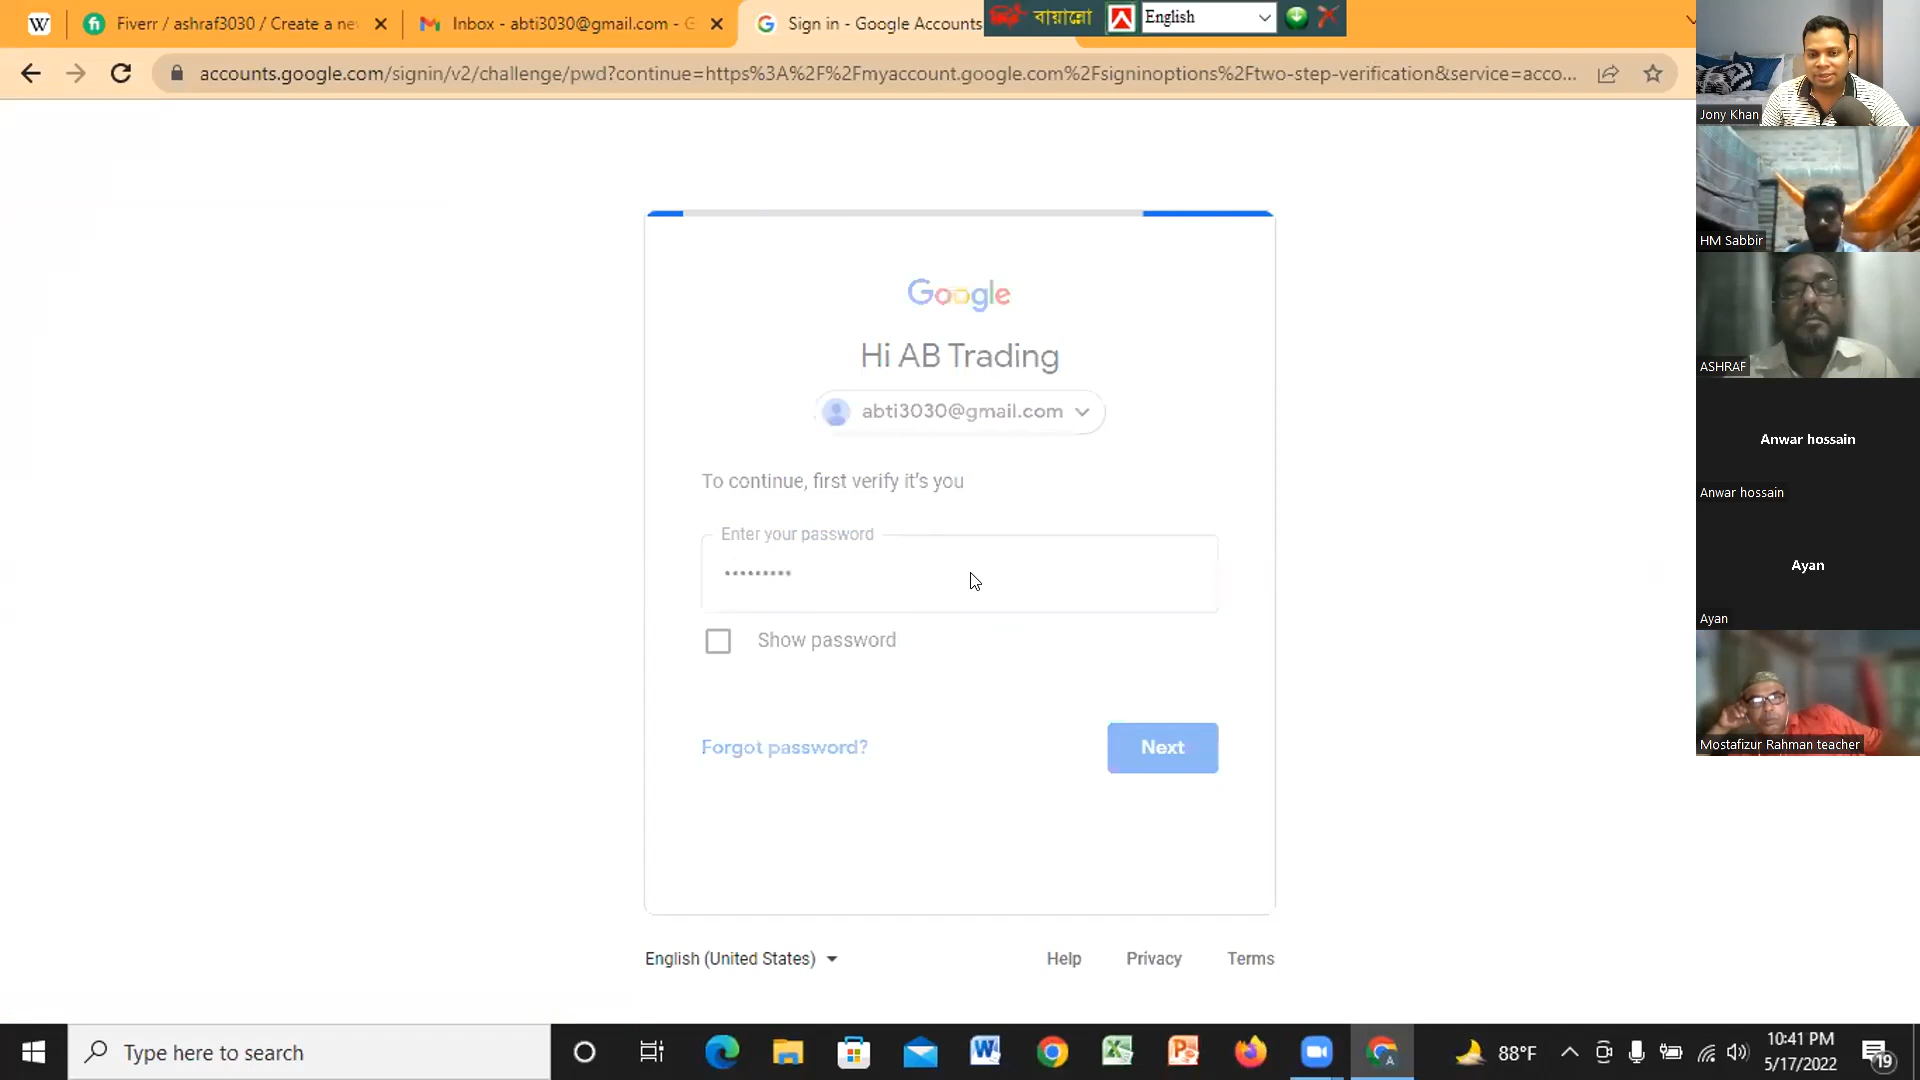 Fiverr / ashraf3030 / Create a ne
Inbox - abti3030@gmail.com - G
Sign in - Google Accounts
বায়ান্নো
English
accounts.google.com/signin/v2/challenge/pwd?continue=https%3A%2F%2Fmyaccount.google.com%2Fsigninoptions%2Ftwo-step-verification&service=acco...
Jony Khan
HM Sabbir
ASHRAF
Anwar hossain
Anwar hossain
Ayan
Ayan
Mostafizur Rahman teacher
Google
Hi AB Trading
abti3030@gmail.com
To continue, first verify it's you
Enter your password
•••••••••
Show password
Forgot password?
Next
English (United States)
Help
Privacy
Terms
Type here to search
88°F
10:41 PM
5/17/2022
19